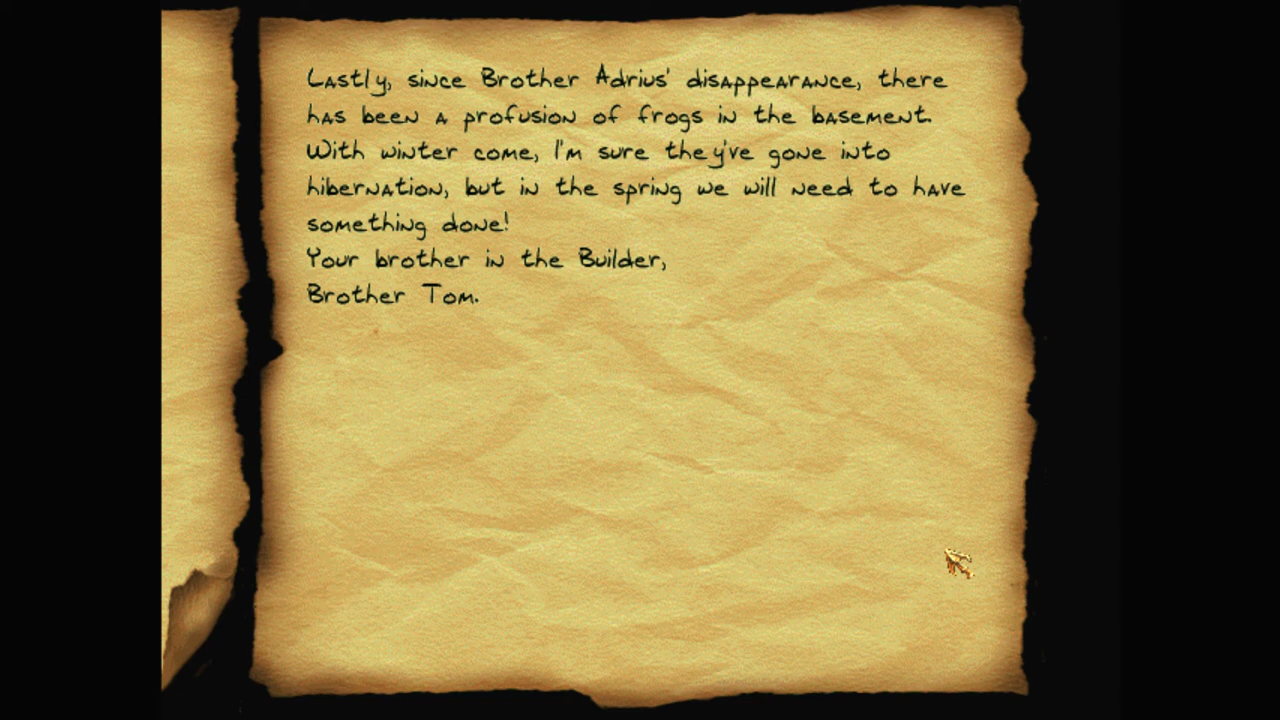 Lastly, since Brother Adrius' disappearance, there
has been a profusion of frogs in the basement.
With winter come, I'm sure they've gone into
hibernation, but in the spring we will need to have
something done!
Your brother in the Builder,
Brother Tom.